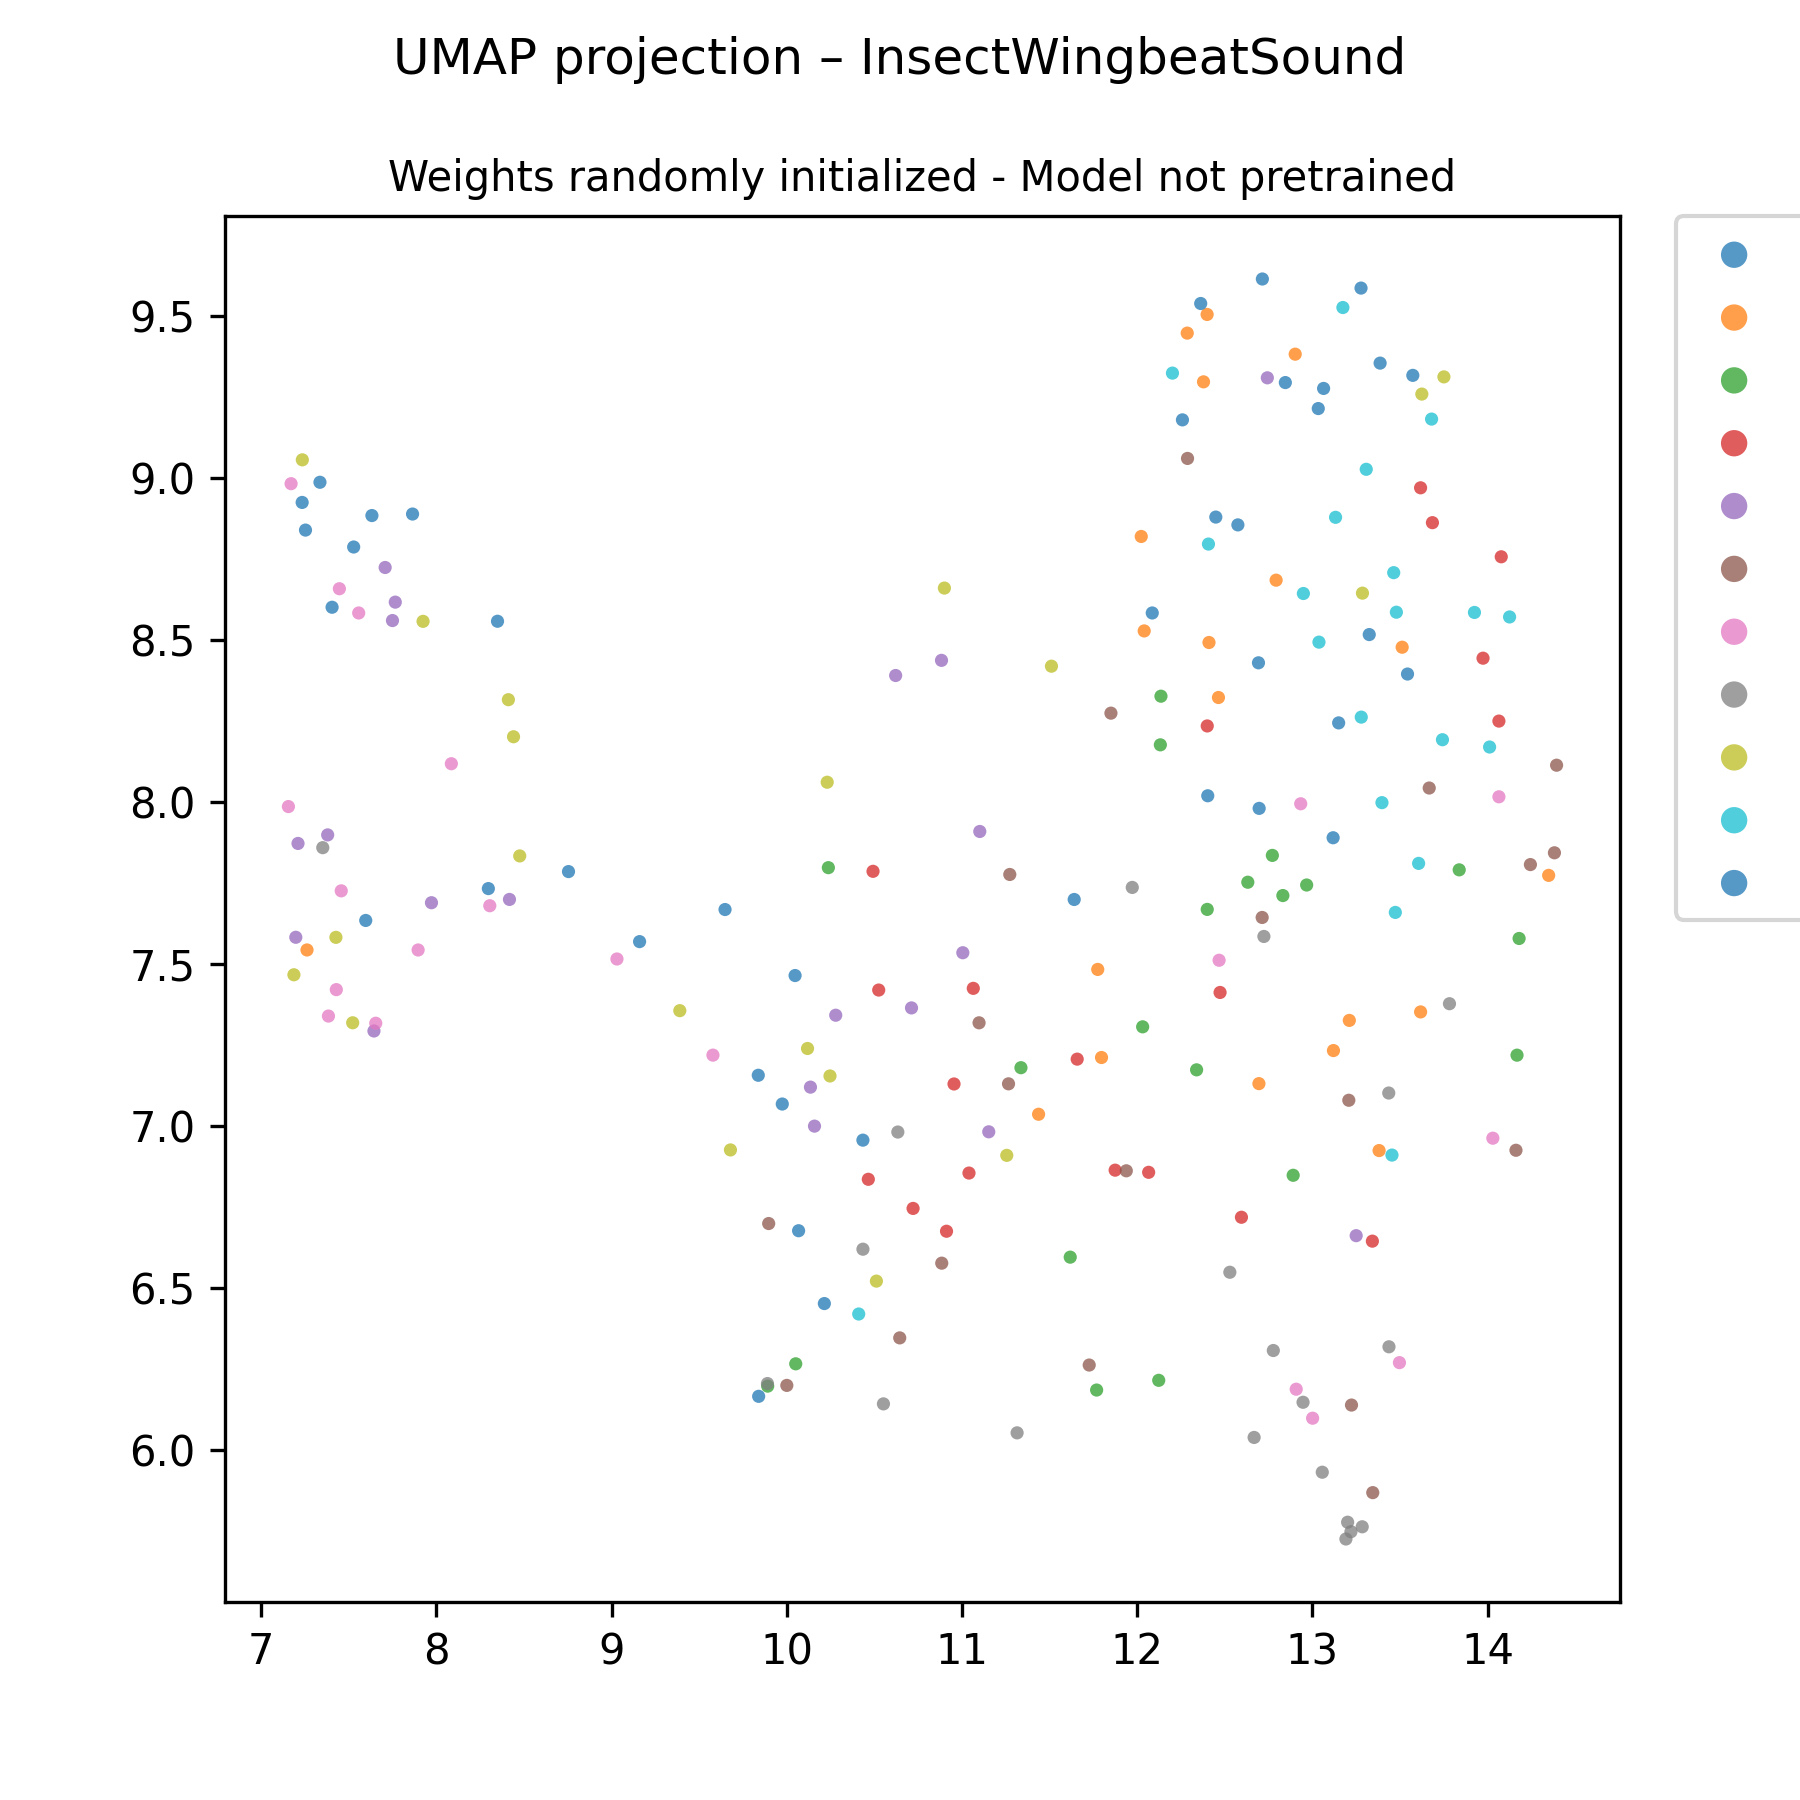 UMAP projection – InsectWingbeatSound
Weights randomly initialized - Model not pretrained
9.5
9.0
8.5
8.0
7.5
7.0
6.5
6.0
7 8 9 10 11 12 13 14